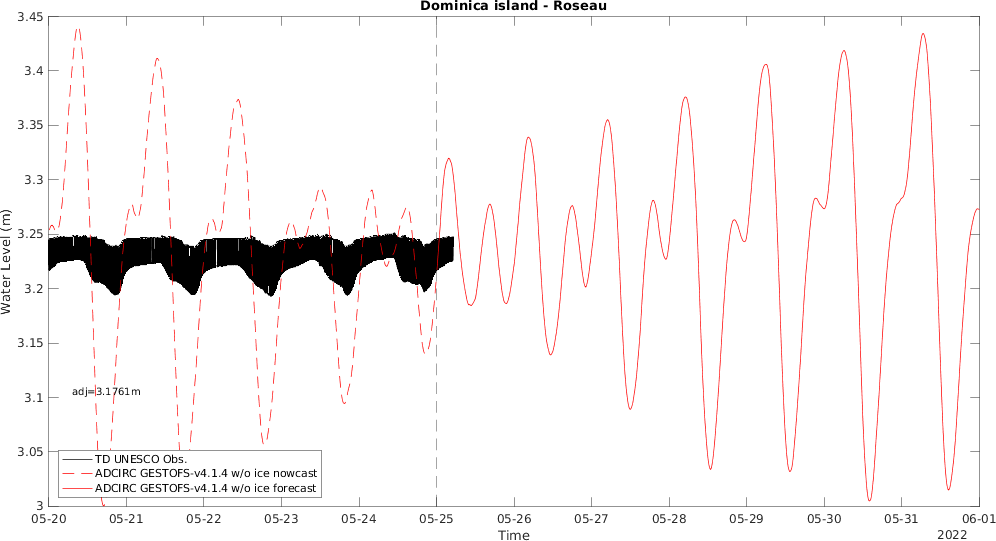 Dominica island - Roseau
3.45
3.4
3.35
3.3
3.25
3.2
3.15
3.1
3.05
3
Water Level (m)
adj=3.1761m
TD UNESCO Obs.
ADCIRC GESTOFS-v4.1.4 w/o ice nowcast
ADCIRC GESTOFS-v4.1.4 w/o ice forecast
05-20 05-21 05-22 05-23 05-24 05-25 05-26 05-27 05-28 05-29 05-30 05-31 06-01
Time
2022